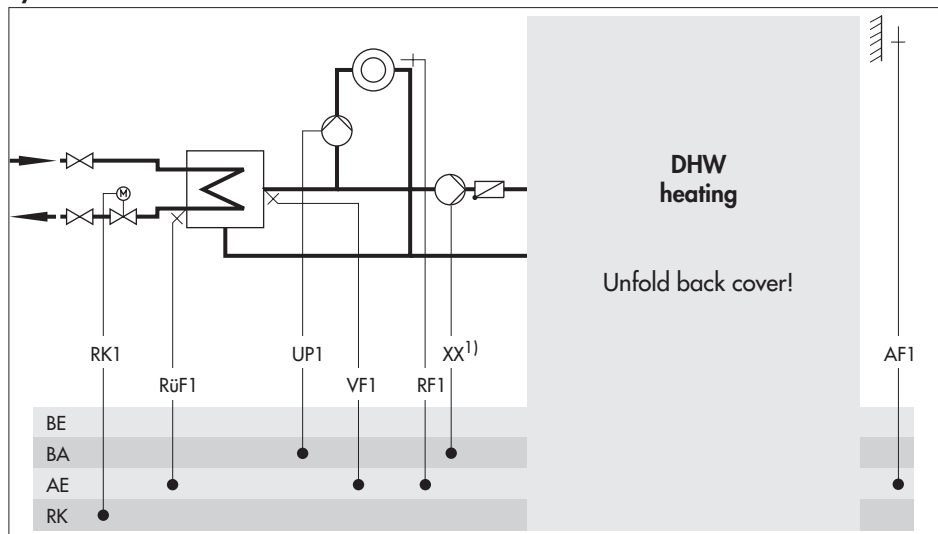 M
DHW
heating
Unfold back cover!
RK1
UP1
XX1)
AF1
RüF1
VF1
RF1
BE
BA
AE
RK